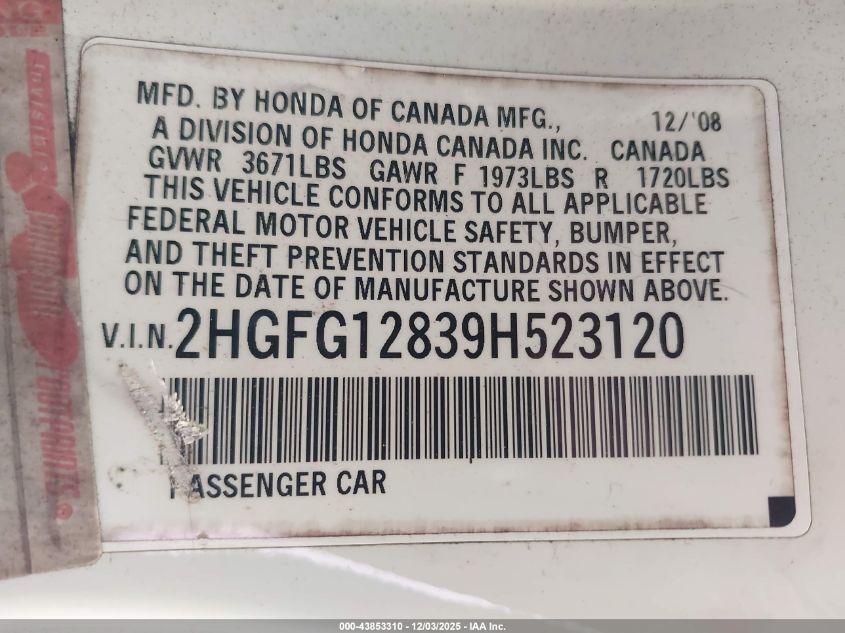 MFD. BY HONDA OF CANADA MFG., 12/'08
A DIVISION OF HONDA CANADA INC. CANADA
GVWR 3671LBS GAWR F 1973LBS R 1720LBS
THIS VEHICLE CONFORMS TO ALL APPLICABLE
FEDERAL MOTOR VEHICLE SAFETY, BUMPER,
AND THEFT PREVENTION STANDARDS IN EFFECT
ON THE DATE OF MANUFACTURE SHOWN ABOVE.
V.I.N. 2HGFG12839H523120
PASSENGER CAR
Invisible
Footprints®
000-43853310 - 12/03/2025 - IAA Inc.